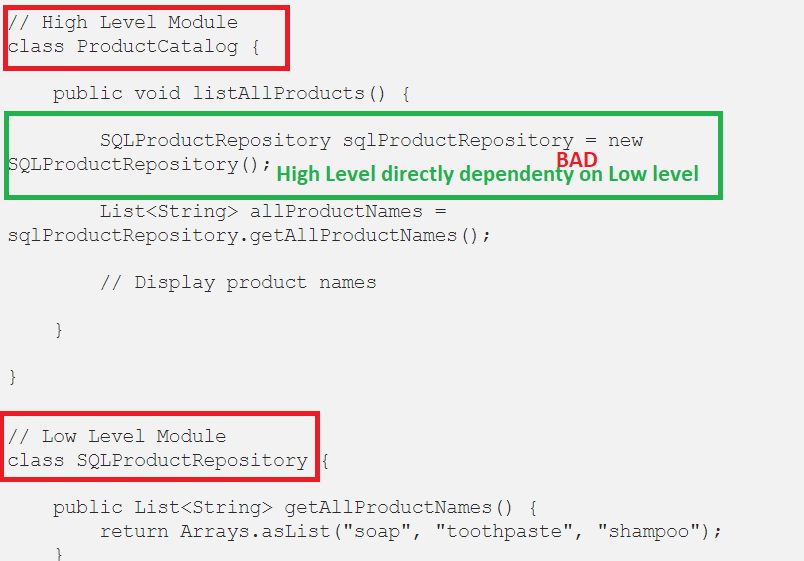 // High Level Module
class ProductCatalog {
public void listAllProducts() {
SQLProductRepository sqlProductRepository = new
SQLProductRepository();
BAD
High Level directly dependenty on Low level
List<String> allProductNames =
sqlProductRepository.getAllProductNames();
// Display product names
}
}
// Low Level Module
class SQLProductRepository {
public List<String> getAllProductNames() {
return Arrays.asList("soap", "toothpaste", "shampoo");
}